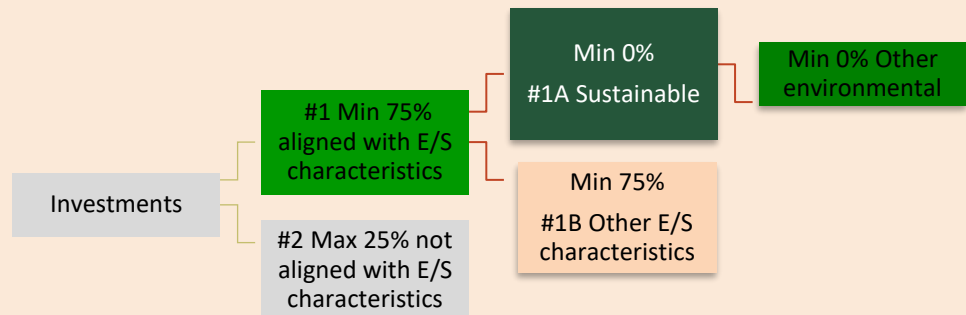 Investments
#1 Min 75%
aligned with E/S
characteristics
#2 Max 25% not
aligned with E/S
characteristics
Min 0%
#1A Sustainable
Min 75%
#1B Other E/S
characteristics
Min 0% Other
environmental